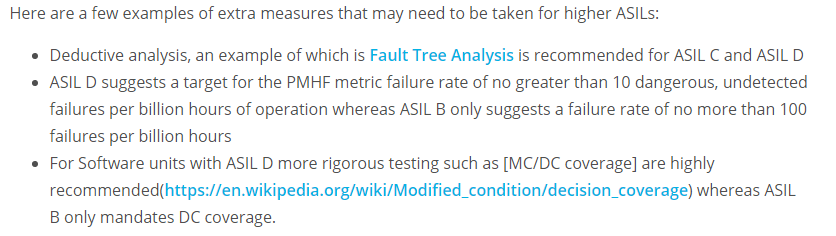 Here are a few examples of extra measures that may need to be taken for higher ASILs:
• Deductive analysis, an example of which is Fault Tree Analysis is recommended for ASIL C and ASIL D
• ASIL D suggests a target for the PMHF metric failure rate of no greater than 10 dangerous, undetected
failures per billion hours of operation whereas ASIL B only suggests a failure rate of no more than 100
failures per billion hours
• For Software units with ASIL D more rigorous testing such as [MC/DC coverage] are highly
recommended(https://en.wikipedia.org/wiki/Modified_condition/decision_coverage) whereas ASIL
B only mandates DC coverage.